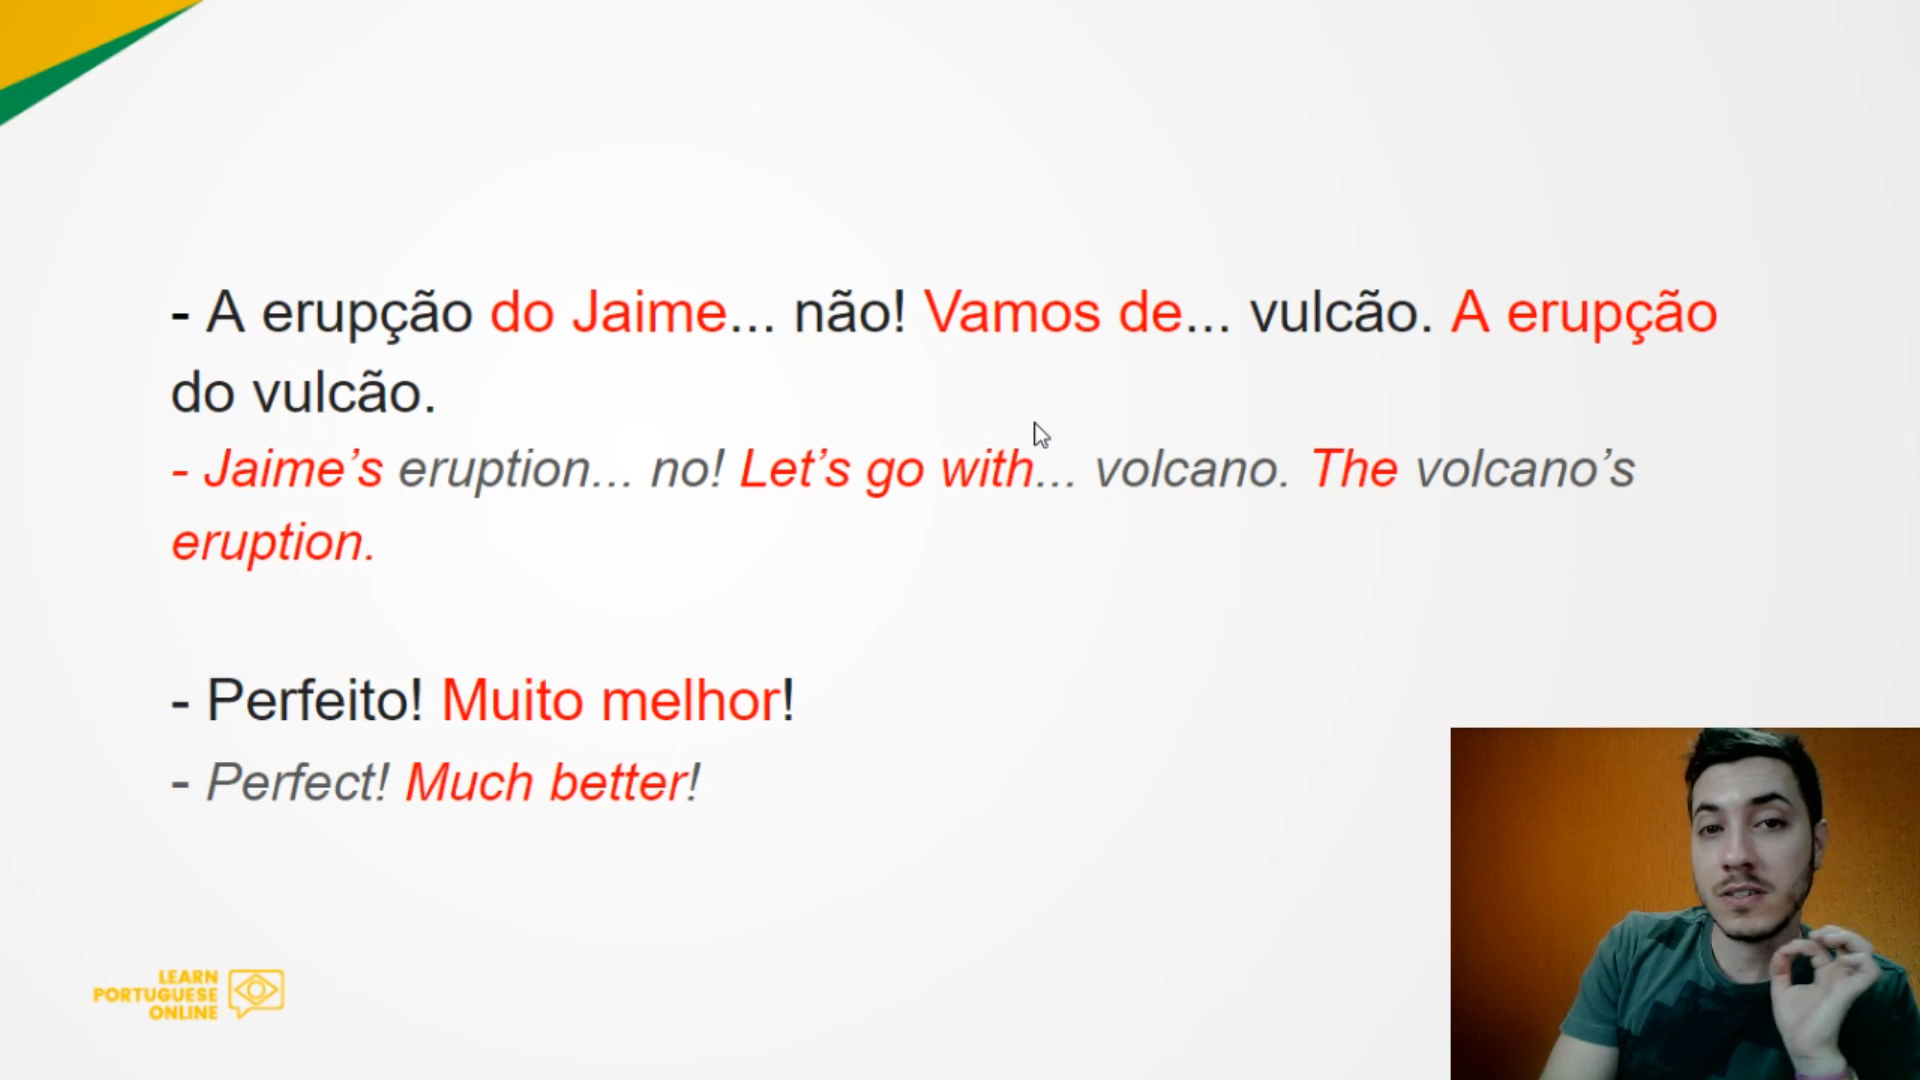 - A erupção do Jaime... não! Vamos de... vulcão. A erupção
do vulcão.
- Jaime’s eruption... no! Let’s go with... volcano. The volcano’s
eruption.
- Perfeito! Muito melhor!
- Perfect! Much better!
LEARN
PORTUGUESE
ONLINE